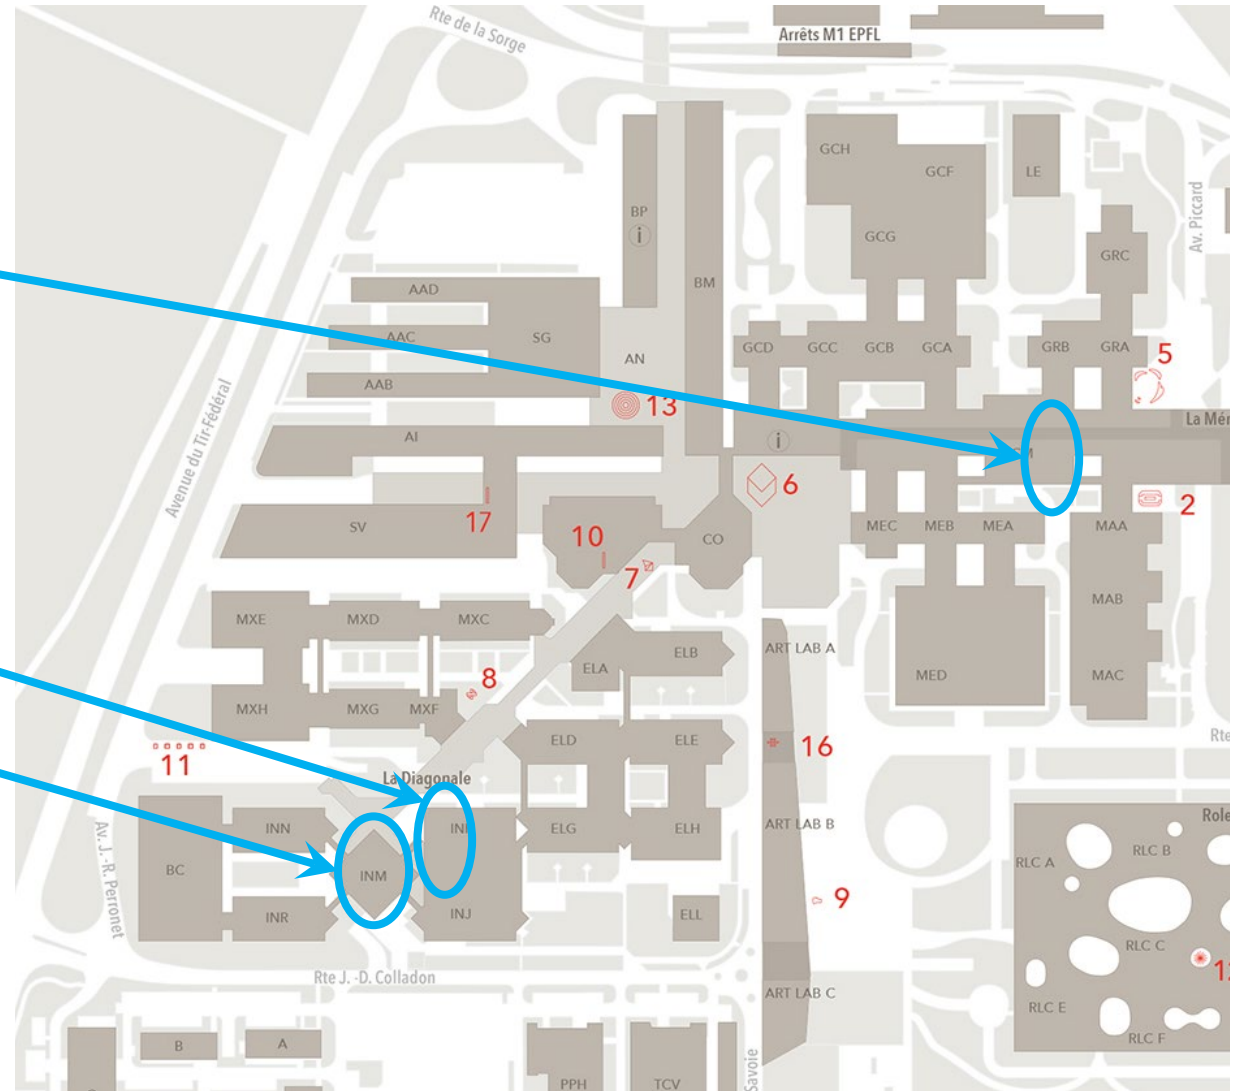 Rte de la Sorge
Arrêts M1 EPFL
GCH
GCF
LE
Av. Piccard
BP
i
GCG
GRC
BM
AAD
AAC
SG
AN
GCD
GCC
GCB
GCA
GRB
GRA
5
AAB
13
La Mér
AI
i
Avenue du Tir-Fédéral
6
2
17
SV
10
CO
MEC
MEB
MEA
MAA
7
MXE
MXD
MXC
MAB
ELB
ART LAB A
ELA
MED
MAC
8
MXH
MXG
MXF
Rte
ELD
ELE
16
11
La Diagonale
Role
INN
ELG
ELH
ART LAB B
RLC A
RLC B
Av. J. -R. Perronet
BC
INM
INR
INJ
ELL
9
RLC C
Rte J. -D. Colladon
ART LAB C
RLC E
RLC F
B
A
PPH
TCV
Savoie